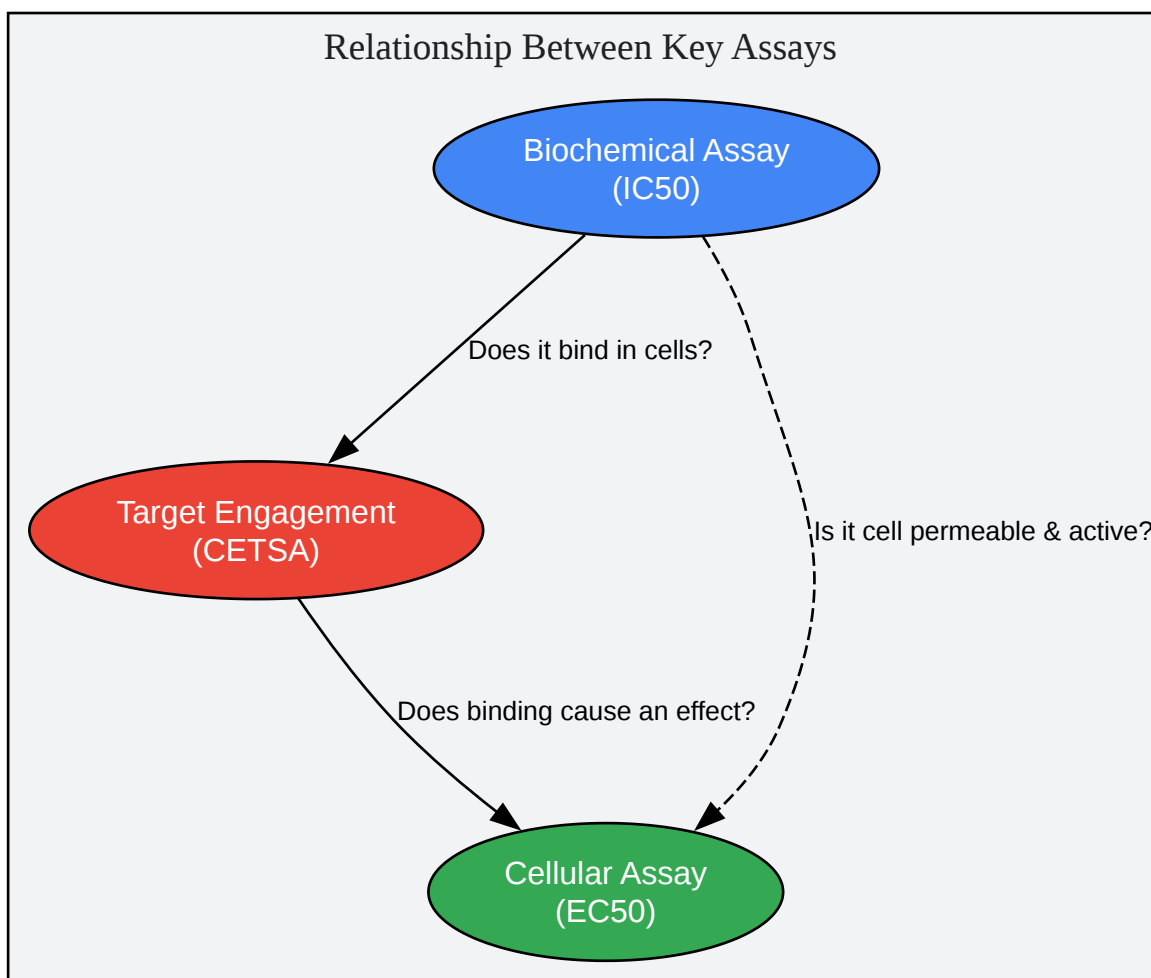 Relationship Between Key Assays
Biochemical Assay
(IC50)
Does it bind in cells?
Target Engagement
(CETSA)
Is it cell permeable & active?
Does binding cause an effect?
Cellular Assay
(EC50)